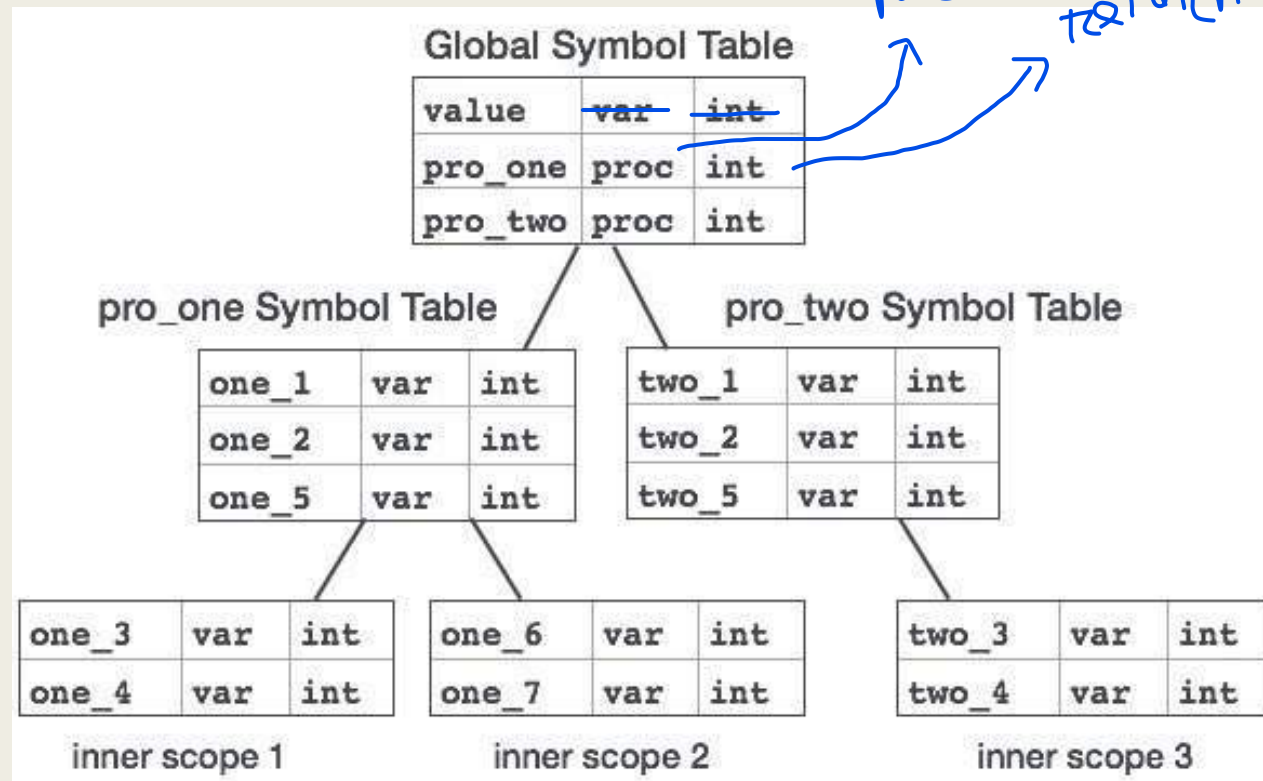 Global Symbol Table
value var int
pro_one proc int
pro_two proc int
pro_one Symbol Table pro_two Symbol Table
one_1 var int two_1 var int
one_2 var int two_2 var int
one_5 var int two_5 var int
one_3 var int one_6 var int two_3 var int
one_4 var int one_7 var int two_4 var int
inner scope 1 inner scope 2 inner scope 3